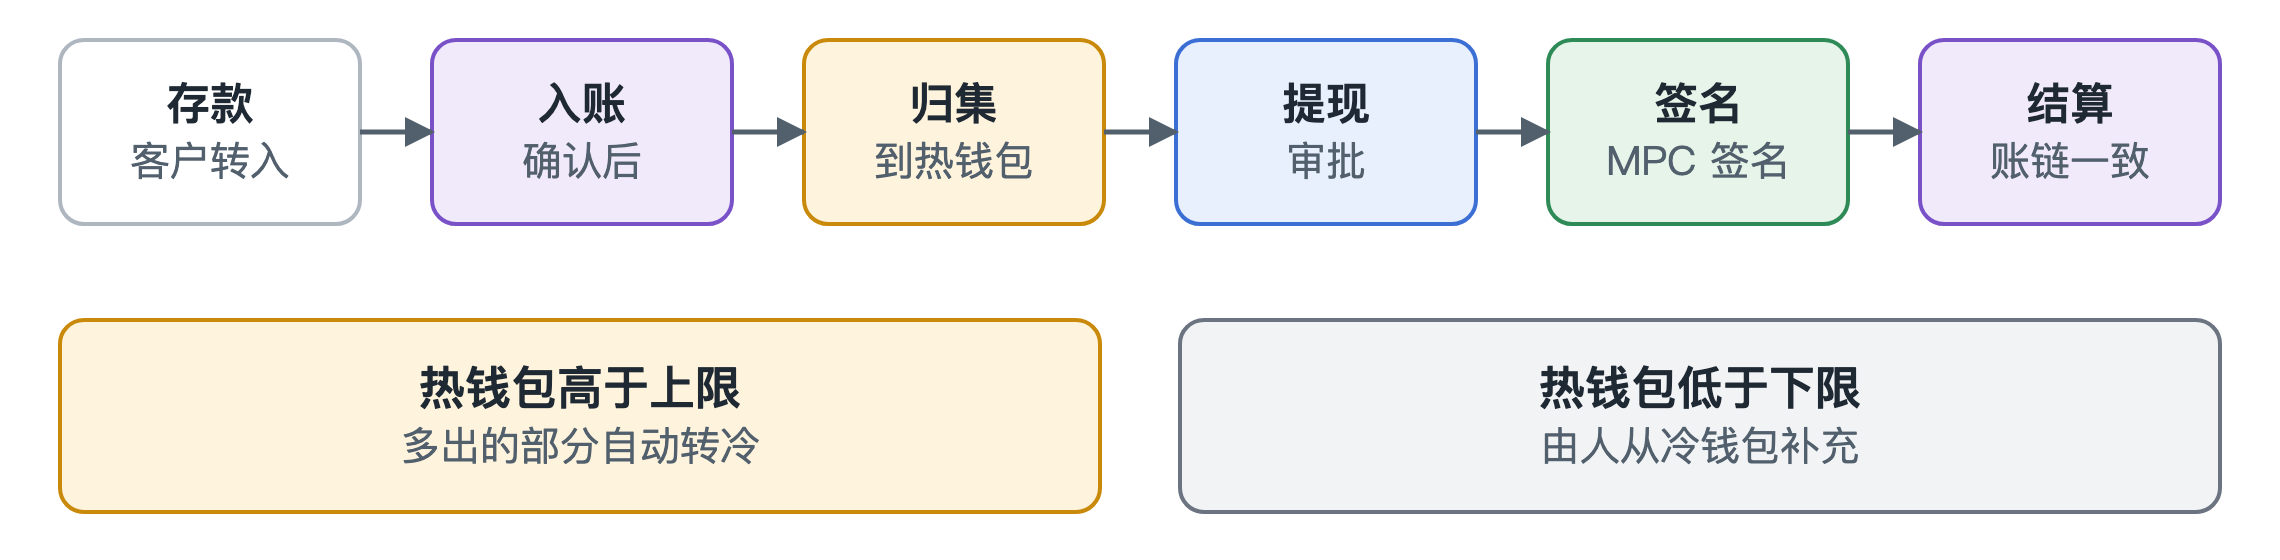 存款
客户转入
入账
确认后
归集
到热钱包
提现
审批
签名
MPC 签名
结算
账链一致
热钱包高于上限
多出的部分自动转冷
热钱包低于下限
由人从冷钱包补充